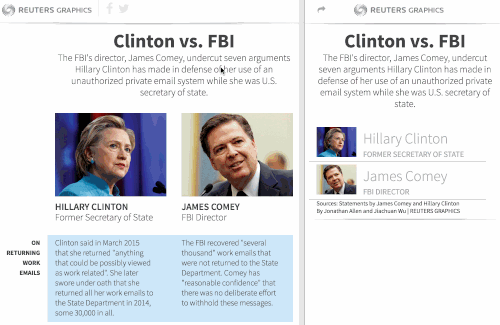 REUTERS GRAPHICS
Clinton vs. FBI
The FBI's director, James Comey, undercut seven arguments
Hillary Clinton has made in defense of her use of an
unauthorized private email system while she was U.S.
secretary of state.
HILLARY CLINTON
Former Secretary of State
JAMES COMEY
FBI Director
ON
RETURNING
WORK
EMAILS
Clinton said in March 2015
that she returned "anything
that could be possibly viewed
as work related". She later
swore under oath that she
returned all her work emails to
the State Department in 2014,
some 30,000 in all.
The FBI recovered "several
thousand" work emails that
were not returned to the State
Department. Comey has
"reasonable confidence" that
there was no deliberate effort
to withhold these messages.
REUTERS GRAPHICS
Clinton vs. FBI
The FBI's director, James Comey, undercut
seven arguments Hillary Clinton has made in
defense of her use of an unauthorized private
email system while she was U.S. secretary of
state.
Hillary Clinton
FORMER SECRETARY OF STATE
James Comey
FBI DIRECTOR
Sources: Statements by James Comey and Hillary Clinton
By Jonathan Allen and Jiachuan Wu | REUTERS GRAPHICS